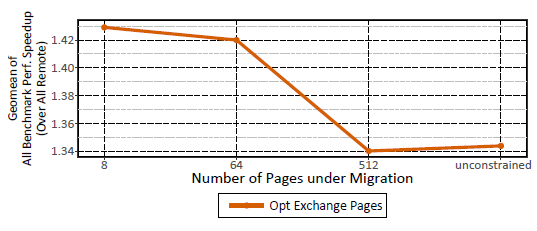 Geomean of
All Benchmark Perf. Speedup
(Over All Remote)
1.42
1.40
1.38
1.36
1.34
8 64 512 unconstrained
Number of Pages under Migration
Opt Exchange Pages